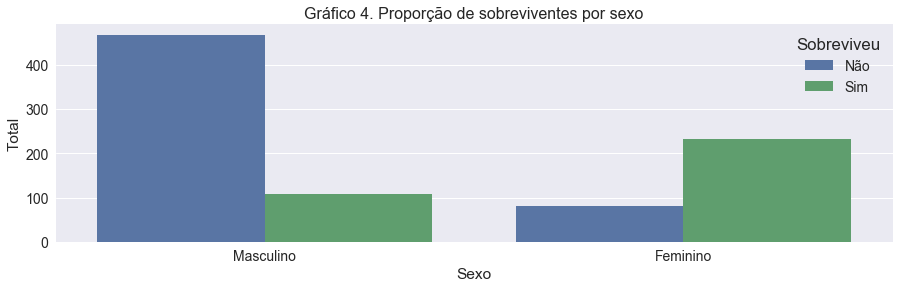 Gráfico 4. Proporção de sobreviventes por sexo
Sobreviveu
Não
Sim
Total
400
300
200
100
0
Masculino
Feminino
Sexo